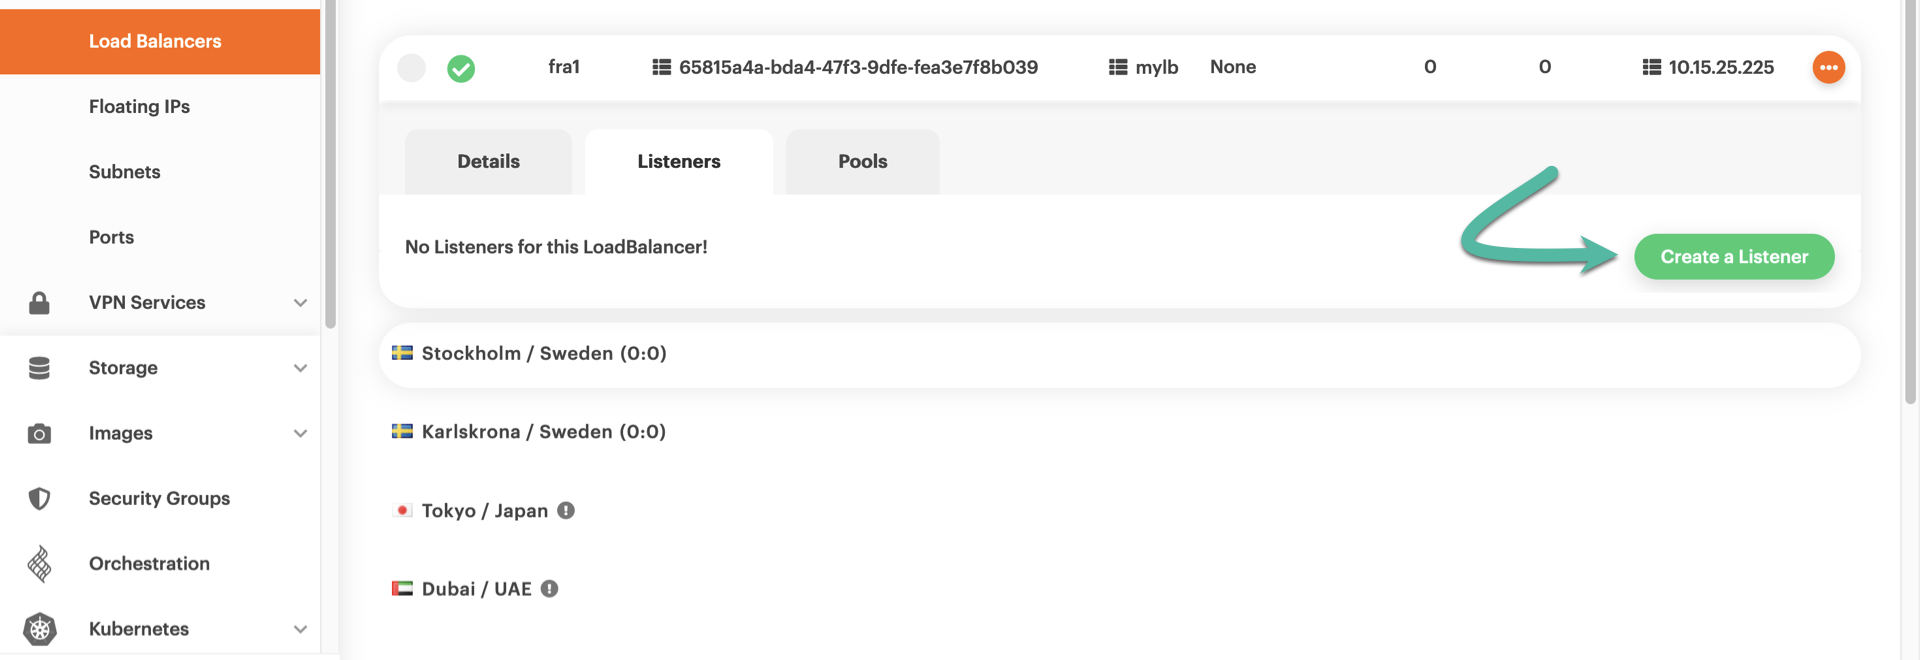 Load Balancers
Floating IPs
Subnets
Ports
VPN Services
Storage
Images
Security Groups
Orchestration
Kubernetes
fra1 65815a4a-bda4-47f3-9dfe-fea3e7f8b039 mylb None 0 0 10.15.25.225
Details Listeners Pools
No Listeners for this LoadBalancer!
Create a Listener
Stockholm / Sweden (0:0)
Karlskrona / Sweden (0:0)
Tokyo / Japan
Dubai / UAE